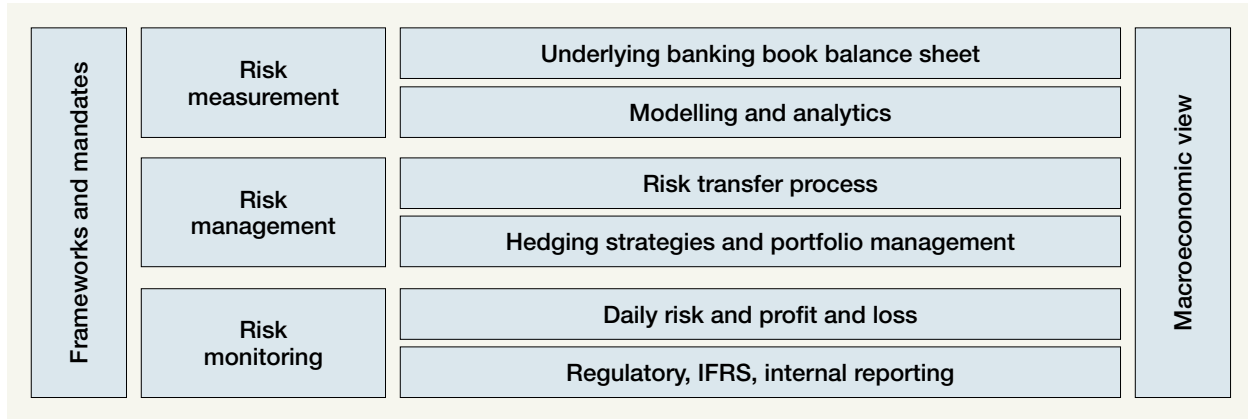 Frameworks and mandates
Risk
measurement
Underlying banking book balance sheet
Modelling and analytics
Risk
management
Risk transfer process
Hedging strategies and portfolio management
Risk
monitoring
Daily risk and profit and loss
Regulatory, IFRS, internal reporting
Macroeconomic view